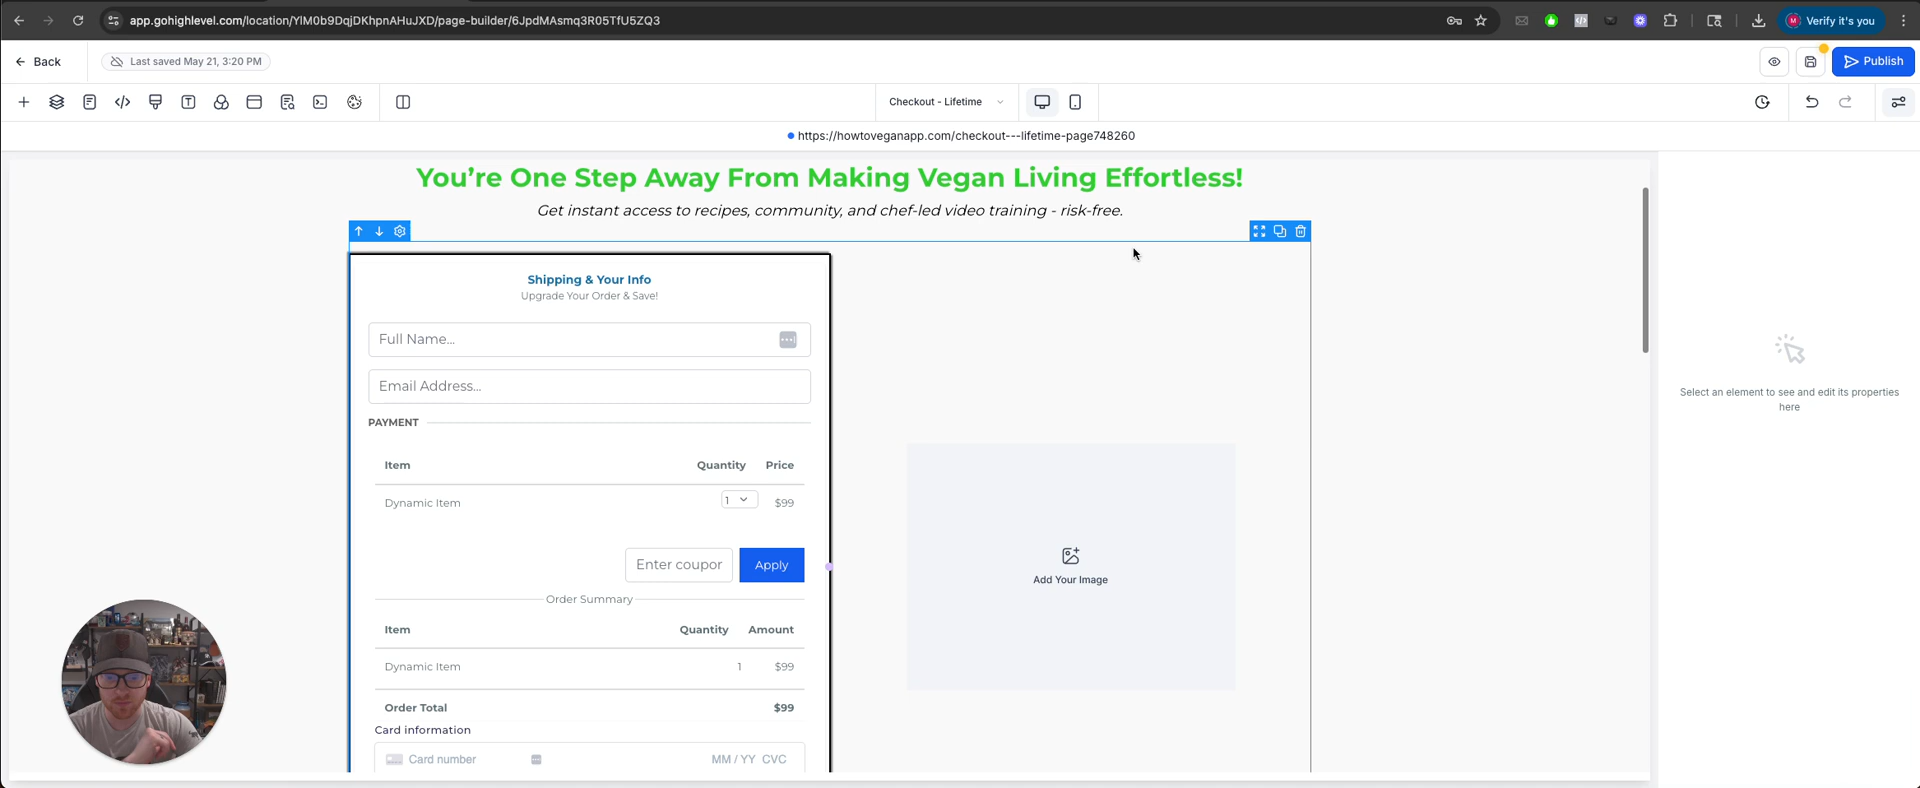 app.gohighlevel.com/location/YlM0b9DqjDKhpnAHuJXD/page-builder/6JpdMAsmq3R05TfU5ZQ3
Verify it's you
Back
Last saved May 21, 3:20 PM
Publish
Checkout - Lifetime
https://howtoveganapp.com/checkout---lifetime-page748260
You’re One Step Away From Making Vegan Living Effortless!
Get instant access to recipes, community, and chef-led video training - risk-free.
Shipping & Your Info
Upgrade Your Order & Save!
Full Name...
Email Address...
PAYMENT
Item Quantity Price
Dynamic Item 1 $99
Enter coupor Apply
Order Summary
Item Quantity Amount
Dynamic Item 1 $99
Order Total $99
Card information
Card number MM / YY CVC
Add Your Image
Select an element to see and edit its properties
here